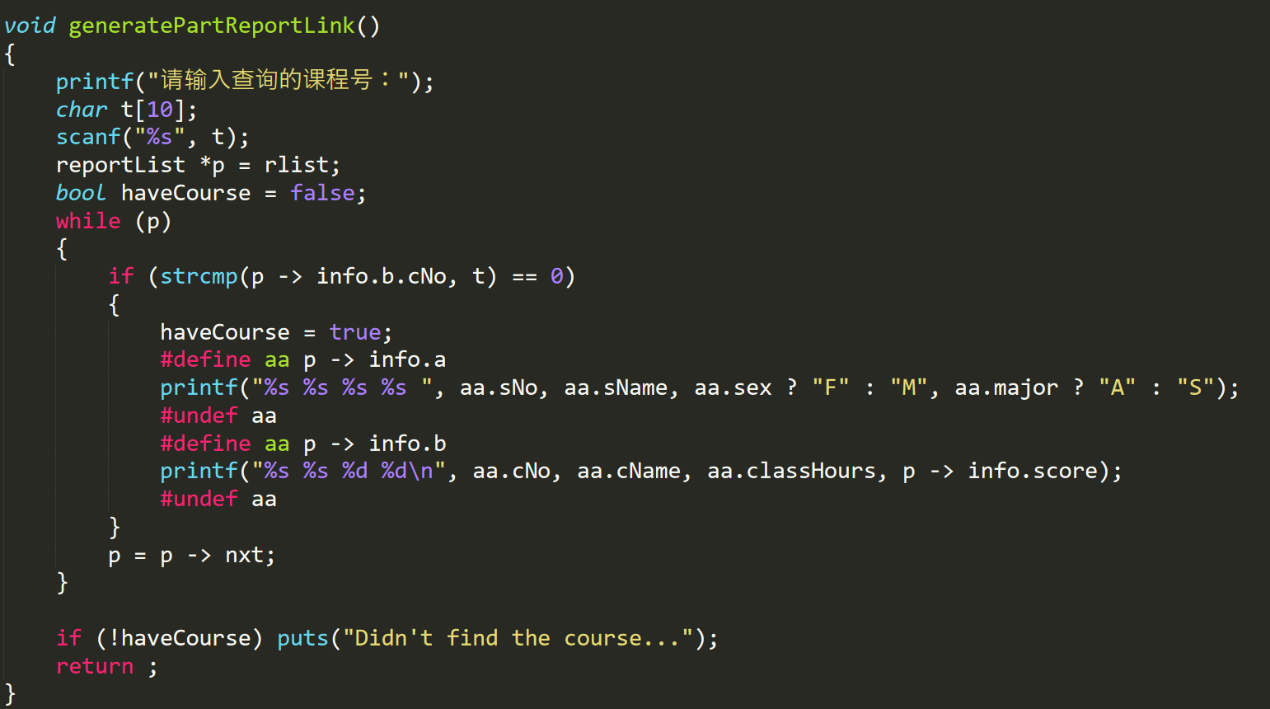 void generatePartReportLink()
{
    printf("请输入查询的课程号：");
    char t[10];
    scanf("%s", t);
    reportList *p = rlist;
    bool haveCourse = false;
    while (p)
    {
        if (strcmp(p -> info.b.cNo, t) == 0)
        {
            haveCourse = true;
            #define aa p -> info.a
            printf("%s %s %s %s ", aa.sNo, aa.sName, aa.sex ? "F" : "M", aa.major ? "A" : "S");
            #undef aa
            #define aa p -> info.b
            printf("%s %s %d %d\n", aa.cNo, aa.cName, aa.classHours, p -> info.score);
            #undef aa
        }
        p = p -> nxt;
    }

    if (!haveCourse) puts("Didn't find the course...");
    return ;
}